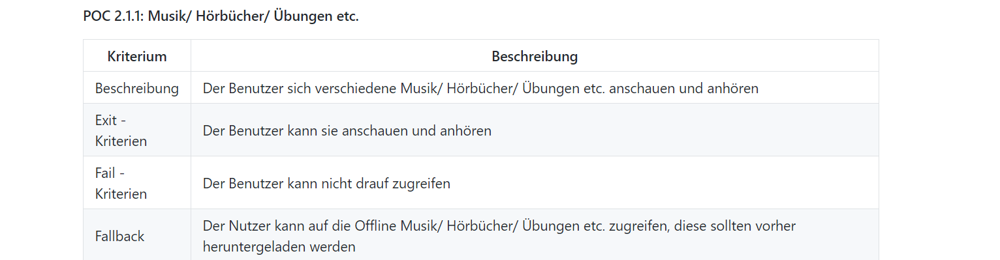 POC 2.1.1: Musik/ Hörbücher/ Übungen etc.
Kriterium
Beschreibung
Beschreibung
Der Benutzer sich verschiedene Musik/ Hörbücher/ Übungen etc. anschauen und anhören
Exit -
Kriterien
Der Benutzer kann sie anschauen und anhören
Fail -
Kriterien
Der Benutzer kann nicht drauf zugreifen
Fallback
Der Nutzer kann auf die Offline Musik/ Hörbücher/ Übungen etc. zugreifen, diese sollten vorher
heruntergeladen werden